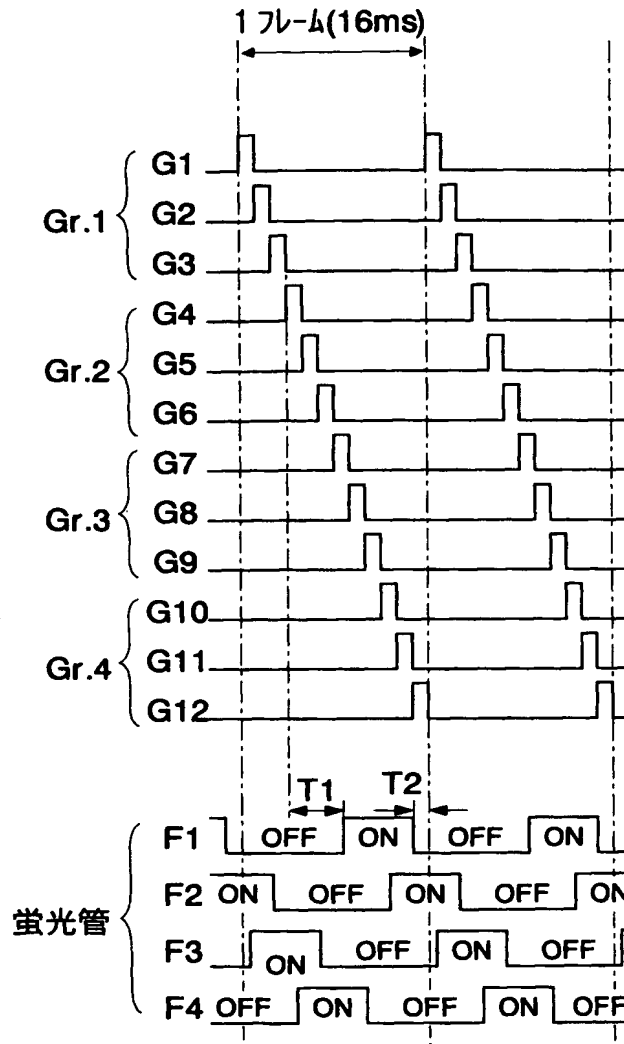 1 フレーム(16ms)
Gr.1
G1
G2
G3
Gr.2
G4
G5
G6
Gr.3
G7
G8
G9
Gr.4
G10
G11
G12
T1 T2
蛍光管
F1 OFF ON OFF ON
F2 ON OFF ON OFF ON
F3 ON OFF ON OFF
F4 OFF ON OFF ON OFF